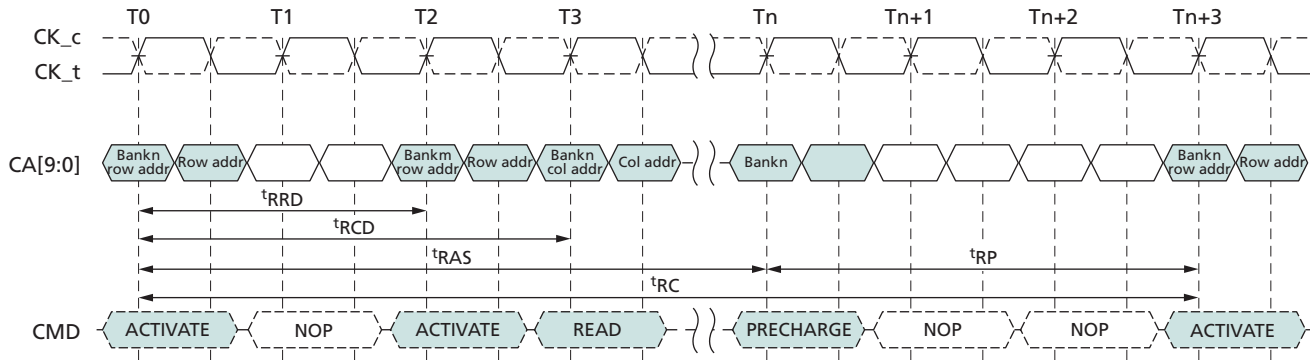 T0 T1 T2 T3 Tn Tn+1 Tn+2 Tn+3
CK_c
CK_t
CA[9:0]
Bankn row addr
Row addr
Bankm row addr
Row addr
Bankn col addr
Col addr
Bankn
Bankn row addr
Row addr
tRRD
tRCD
tRAS tRP
tRC
CMD ACTIVATE NOP ACTIVATE READ PRECHARGE NOP NOP ACTIVATE